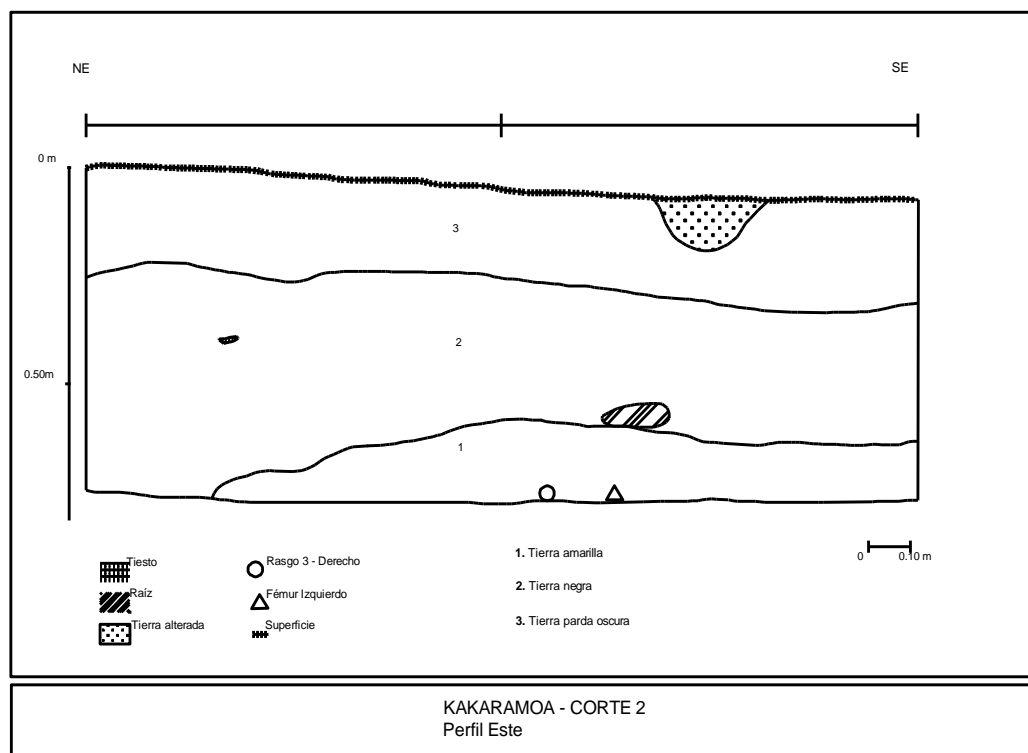 NE
SE
0 m
3
2
0.50m
1
Tiesto
Raíz
Tierra alterada
Rasgo 3 - Derecho
Fémur Izquierdo
Superficie
1. Tierra amarilla
2. Tierra negra
3. Tierra parda oscura
0 0.10 m
KAKARAMOA - CORTE 2
Perfil Este